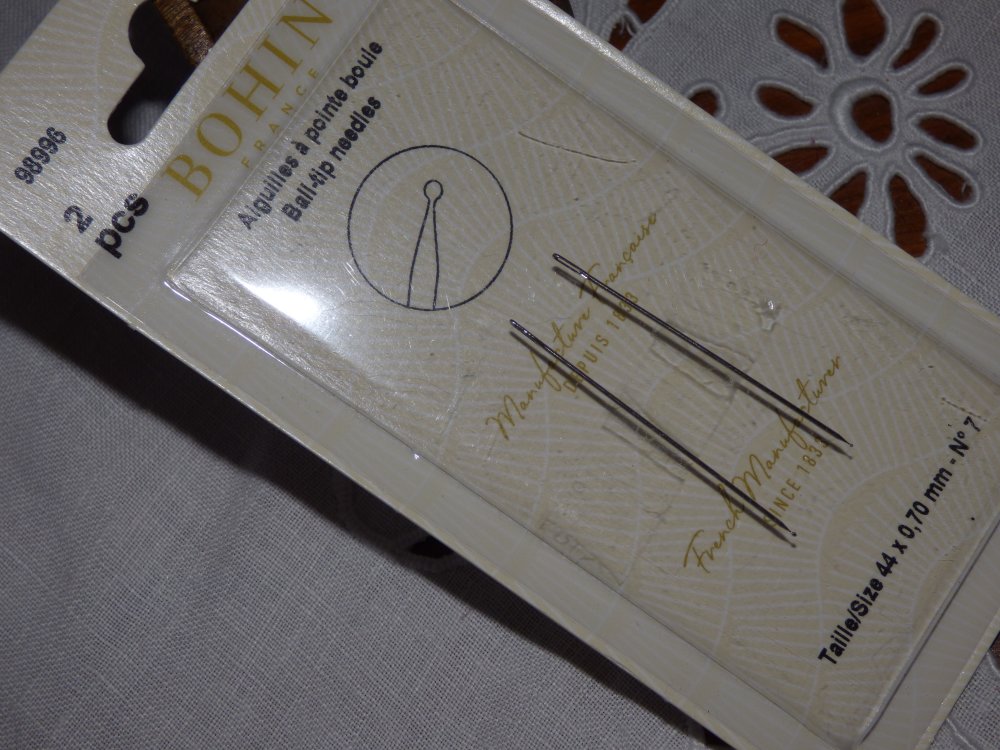 98996
2
pcs
BOHIN
FRANCE
Aiguilles à pointe boule
Ball-tip needles
Manufacture Française
DEPUIS 1833
French Manufacturer
SINCE 1833
Taille/Size 44 x 0,70 mm - N° 7